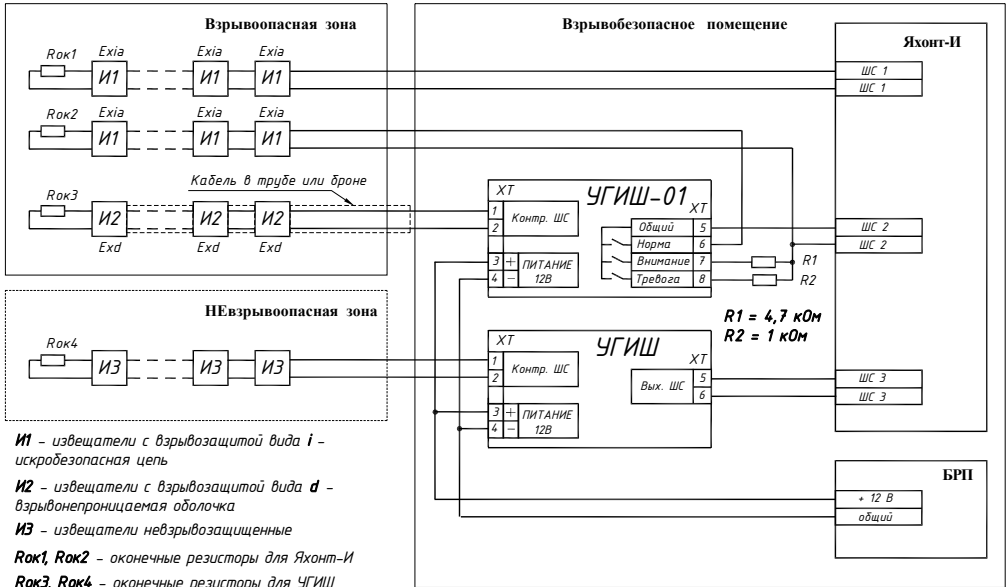 Взрывоопасная зона
Rок1
Exia
Exia
Exia
И1
И1
И1
Rок2
Exia
Exia
Exia
И1
И1
И1
Кабель в трубе или броне
Rок3
И2
И2
И2
Exd
Exd
Exd
НЕвзрывоопасная зона
Rок4
И3
И3
И3
И1 – извещатели с взрывозащитой вида i –
искробезопасная цепь
И2 – извещатели с взрывозащитой вида d –
взрывонепроницаемая оболочка
И3 – извещатели невзрывозащищенные
Rок1, Rок2 – оконечные резисторы для Яхонт-И
Rок3, Rок4 – оконечные резисторы для УГИШ
Взрывобезопасное помещение
XT
УГИШ-01
XT
1
2
Контр. ШС
3 +
4 –
ПИТАНИЕ
12В
Общий 5
Норма 6
Внимание 7
Тревога 8
R1
R2
R1 = 4,7 кОм
R2 = 1 кОм
XT
УГИШ
XT
1
2
Контр. ШС
Вых. ШС
5
6
3 +
4 –
ПИТАНИЕ
12В
Яхонт-И
ШС 1
ШС 1
ШС 2
ШС 2
ШС 3
ШС 3
БРП
+ 12 В
общий